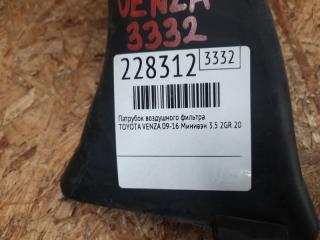 VENZA
3332
228312 3332
Патрубок воздушного фильтра
TOYOTA VENZA 09-16 Минивэн 3.5 2GR 20